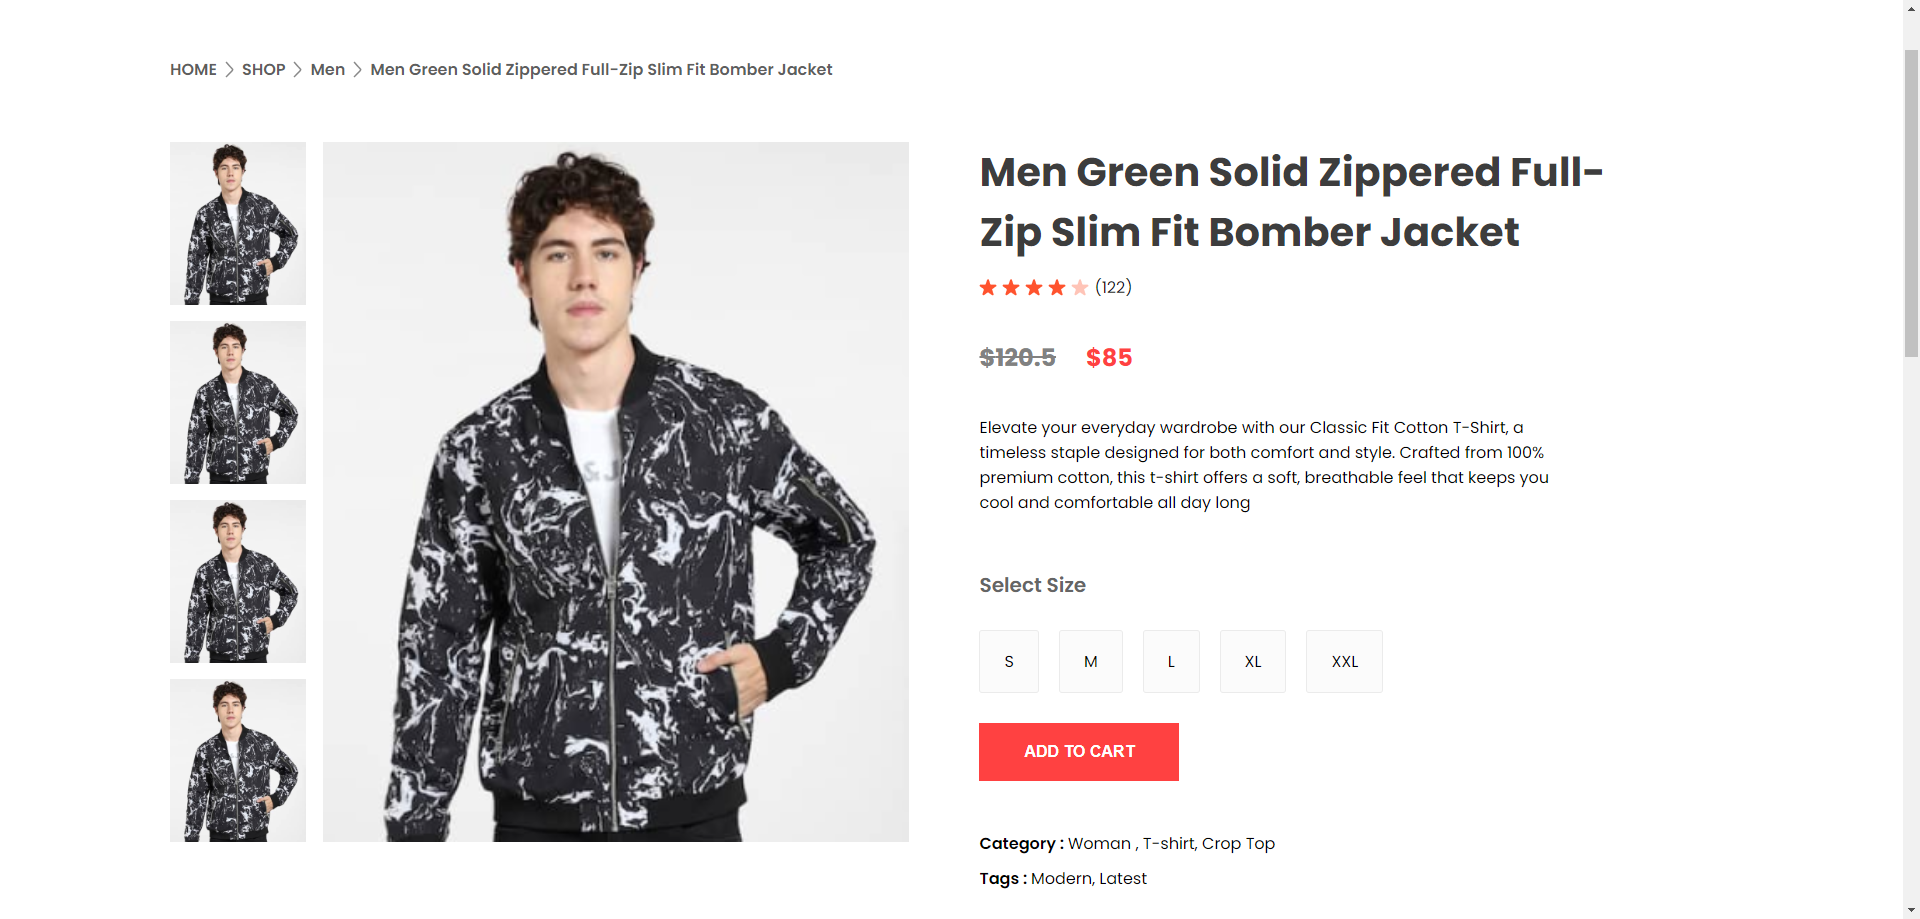 HOME > SHOP > Men > Men Green Solid Zippered Full-Zip Slim Fit Bomber Jacket
Men Green Solid Zippered Full-
Zip Slim Fit Bomber Jacket
(122)
$120.5 $85
Elevate your everyday wardrobe with our Classic Fit Cotton T-Shirt, a
timeless staple designed for both comfort and style. Crafted from 100%
premium cotton, this t-shirt offers a soft, breathable feel that keeps you
cool and comfortable all day long
Select Size
S M L XL XXL
ADD TO CART
Category : Woman , T-shirt, Crop Top
Tags : Modern, Latest